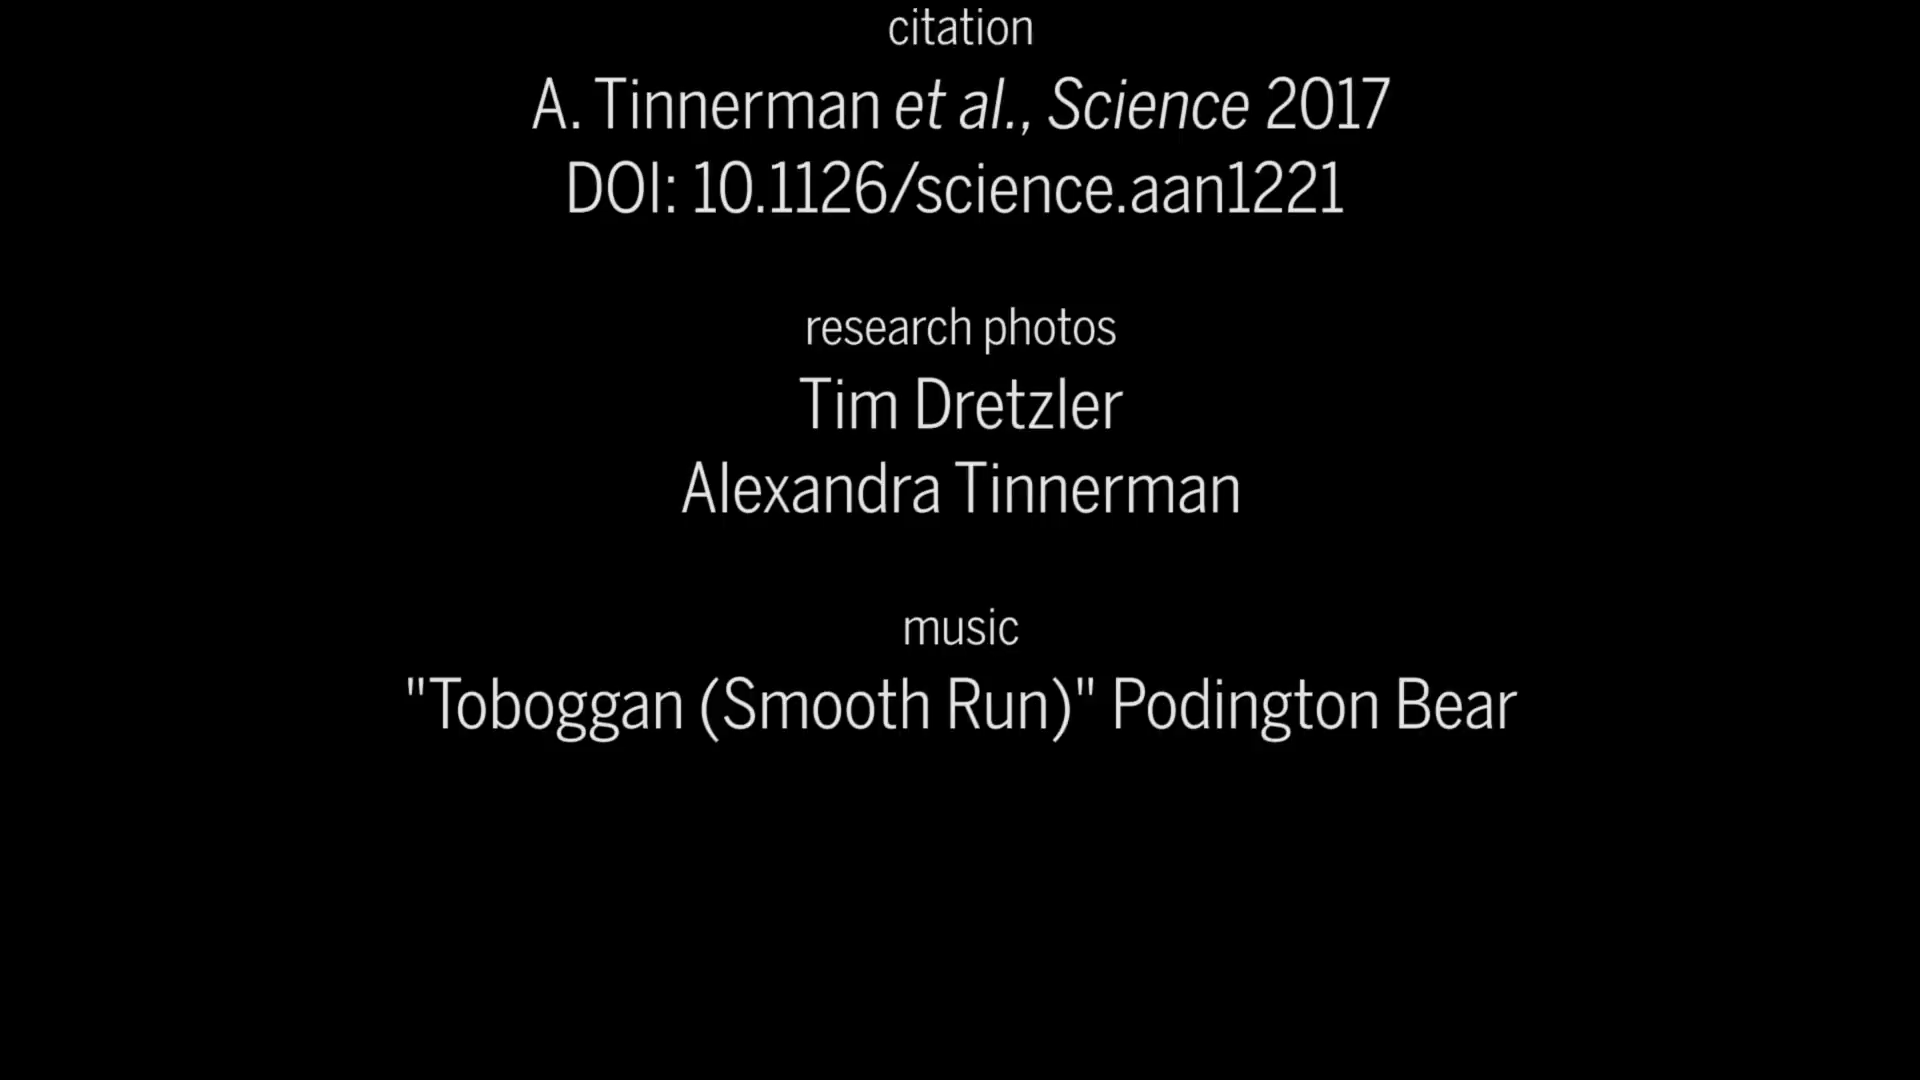 citation
A. Tinnerman et al., Science 2017
DOI: 10.1126/science.aan1221
research photos
Tim Dretzler
Alexandra Tinnerman
music
"Toboggan (Smooth Run)" Podington Bear